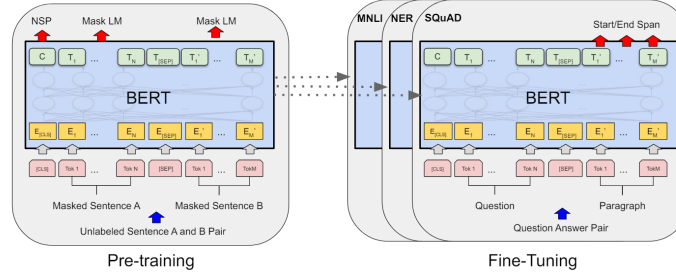 NSP Mask LM Mask LM
C T1 ... TN T[SEP] T1' ... TM'
BERT
E[CLS] E1 E1 ... EN E[SEP] E1' ... EM'
[CLS] Tok 1 ... Tok N [SEP] Tok 1 ... TokM
Masked Sentence A Masked Sentence B
Unlabeled Sentence A and B Pair
Pre-training
MNLI NER SQuAD
Start/End Span
C T1 ... TN T[SEP] T1' ... TM'
BERT
E[CLS] E1 ... EN E[SEP] E1' ... EM'
[CLS] Tok 1 ... Tok N [SEP] Tok 1 ... TokM
Question Paragraph
Question Answer Pair
Fine-Tuning